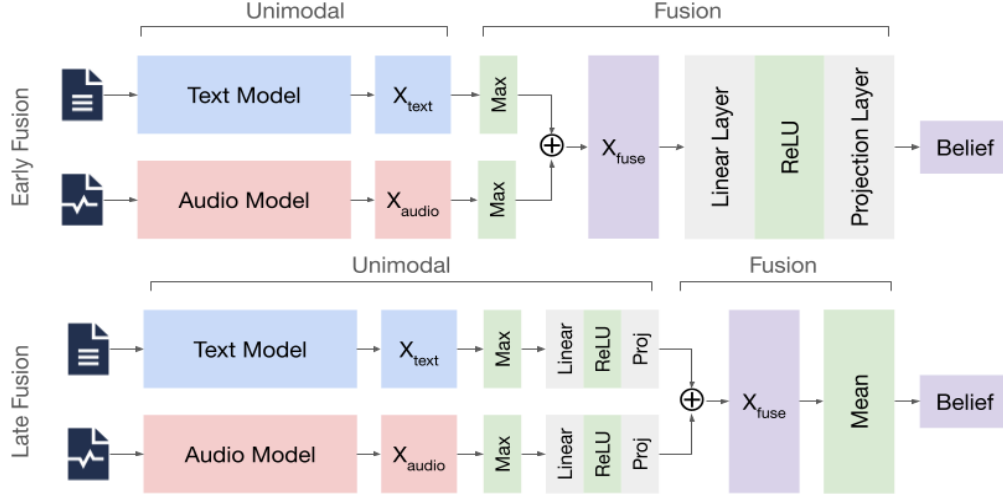 Unimodal
Fusion
Early Fusion
Text Model
X_text
Max
Audio Model
X_audio
Max
⊕
X_fuse
Linear Layer
ReLU
Projection Layer
Belief
Unimodal
Fusion
Late Fusion
Text Model
X_text
Max
Linear
ReLU
Proj
Audio Model
X_audio
Max
Linear
ReLU
Proj
⊕
X_fuse
Mean
Belief